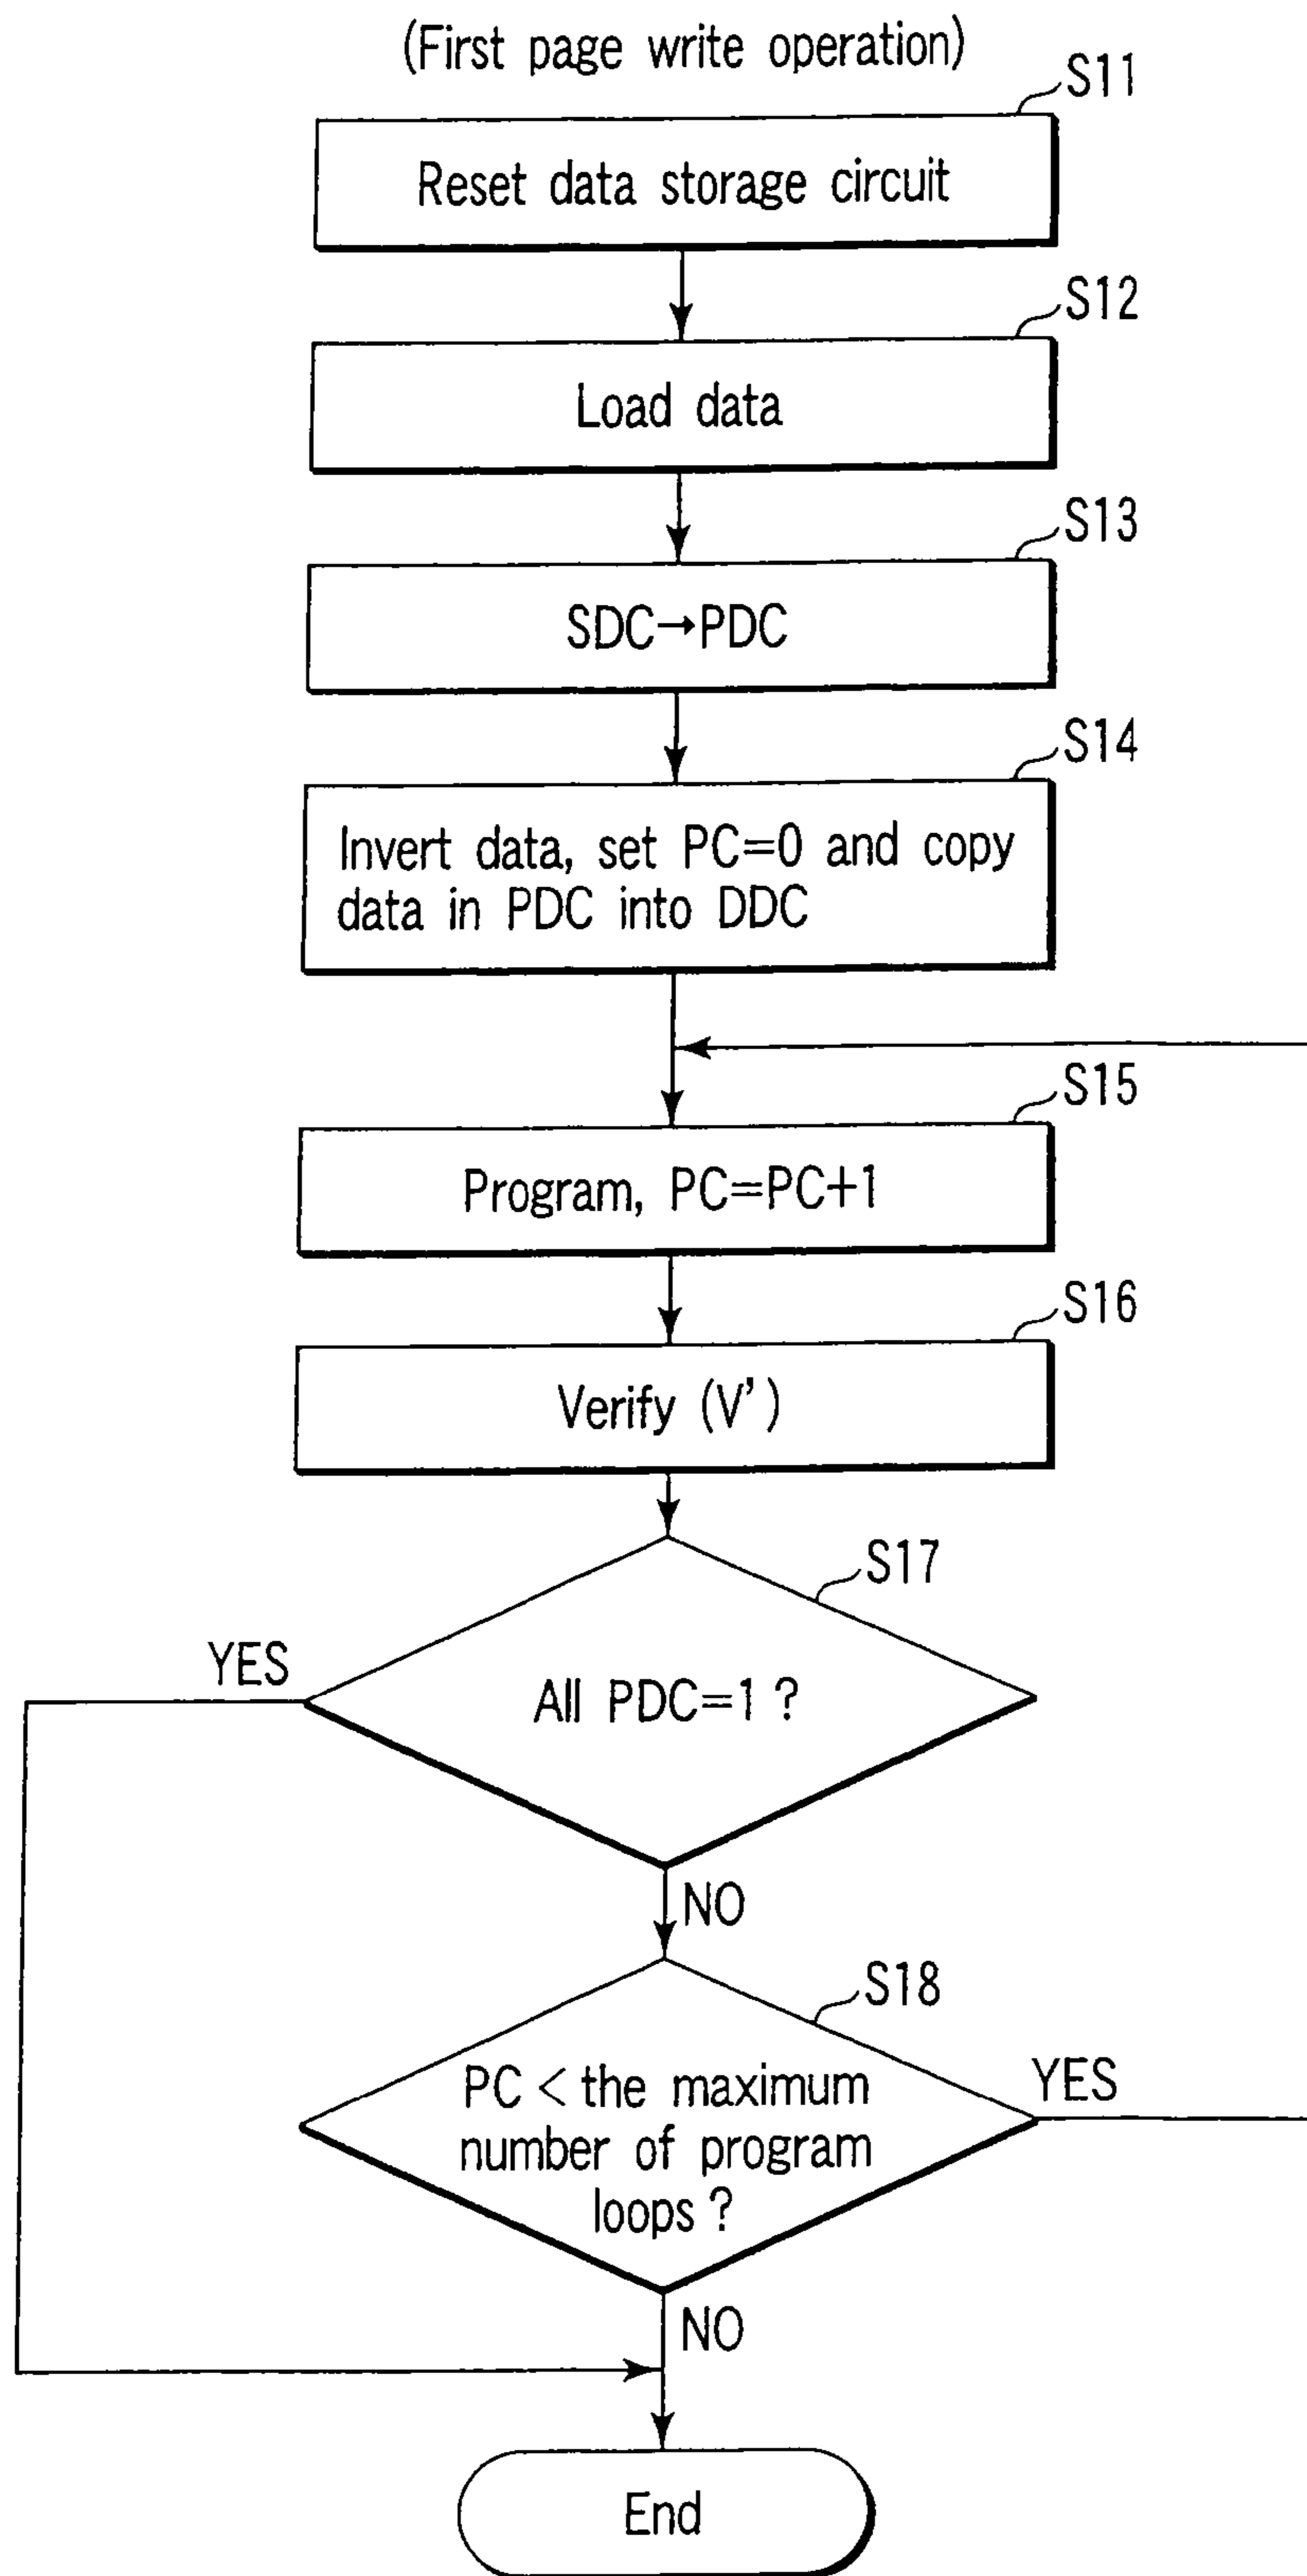 (First page write operation)
S11
Reset data storage circuit
S12
Load data
S13
SDC→PDC
S14
Invert data, set PC=0 and copy
data in PDC into DDC
S15
Program, PC=PC+1
S16
Verify (V')
S17
YES
All PDC=1 ?
NO
S18
PC < the maximum
number of program
loops ?
YES
NO
End